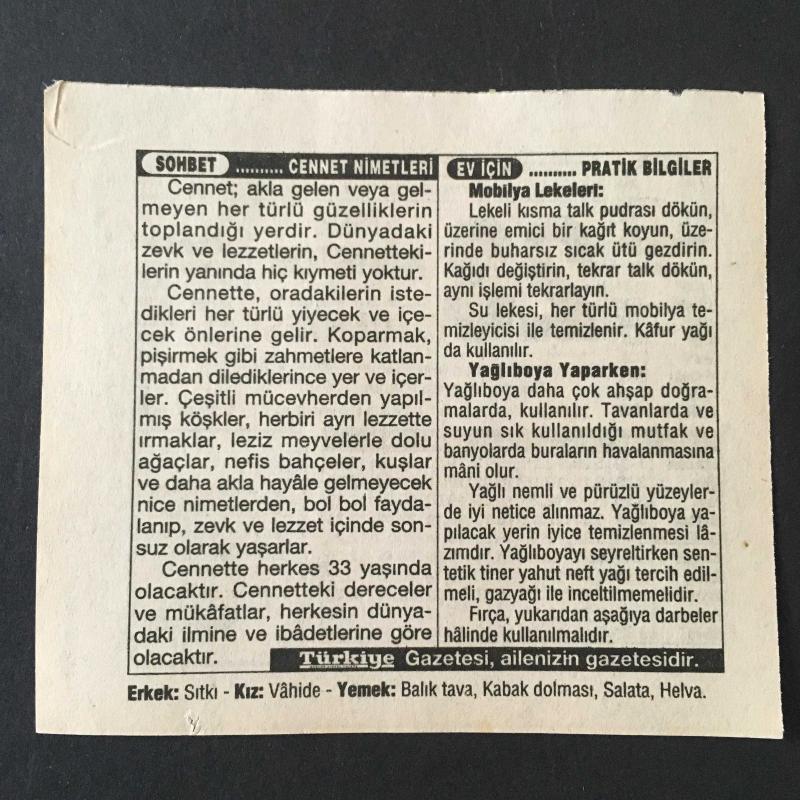 SOHBET .......... CENNET NİMETLERİ
Cennet; akla gelen veya gel-
meyen her türlü güzelliklerin
toplandığı yerdir. Dünyadaki
zevk ve lezzetlerin, Cennetteki-
lerin yanında hiç kıymeti yoktur.
Cennette, oradakilerin iste-
dikleri her türlü yiyecek ve içe-
cek önlerine gelir. Koparmak,
pişirmek gibi zahmetlere katlan-
madan dilediklerince yer ve içer-
ler. Çeşitli mücevherden yapıl-
mış köşkler, herbiri ayrı lezzette
ırmaklar, leziz meyvelerle dolu
ağaçlar, nefis bahçeler, kuşlar
ve daha akla hayâle gelmeyecek
nice nimetlerden, bol bol fayda-
lanıp, zevk ve lezzet içinde son-
suz olarak yaşarlar.
Cennette herkes 33 yaşında
olacaktır. Cennetteki dereceler
ve mükâfatlar, herkesin dünya-
daki ilmine ve ibâdetlerine göre
olacaktır.
EV İÇİN .......... PRATİK BİLGİLER
Mobilya Lekeleri:
Lekeli kısma talk pudrası dökün,
üzerine emici bir kağıt koyun, üze-
rinde buharsız sıcak ütü gezdirin.
Kağıdı değiştirin, tekrar talk dökün,
aynı işlemi tekrarlayın.
Su lekesi, her türlü mobilya te-
mizleyicisi ile temizlenir. Kâfur yağı
da kullanılır.
Yağlıboya Yaparken:
Yağlıboya daha çok ahşap doğra-
malarda, kullanılır. Tavanlarda ve
suyun sık kullanıldığı mutfak ve
banyolarda buraların havalanmasına
mâni olur.
Yağlı nemli ve pürüzlü yüzeyler-
de iyi netice alınmaz. Yağlıboya ya-
pılacak yerin iyice temizlenmesi lâ-
zımdır. Yağlıboyayı seyreltirken sen-
tetik tiner yahut neft yağı tercih edil-
meli, gazyağı ile inceltilmemelidir.
Fırça, yukarıdan aşağıya darbeler
hâlinde kullanılmalıdır.
Türkiye Gazetesi, ailenizin gazetesidir.
Erkek: Sıtkı - Kız: Vâhide - Yemek: Balık tava, Kabak dolması, Salata, Helva.